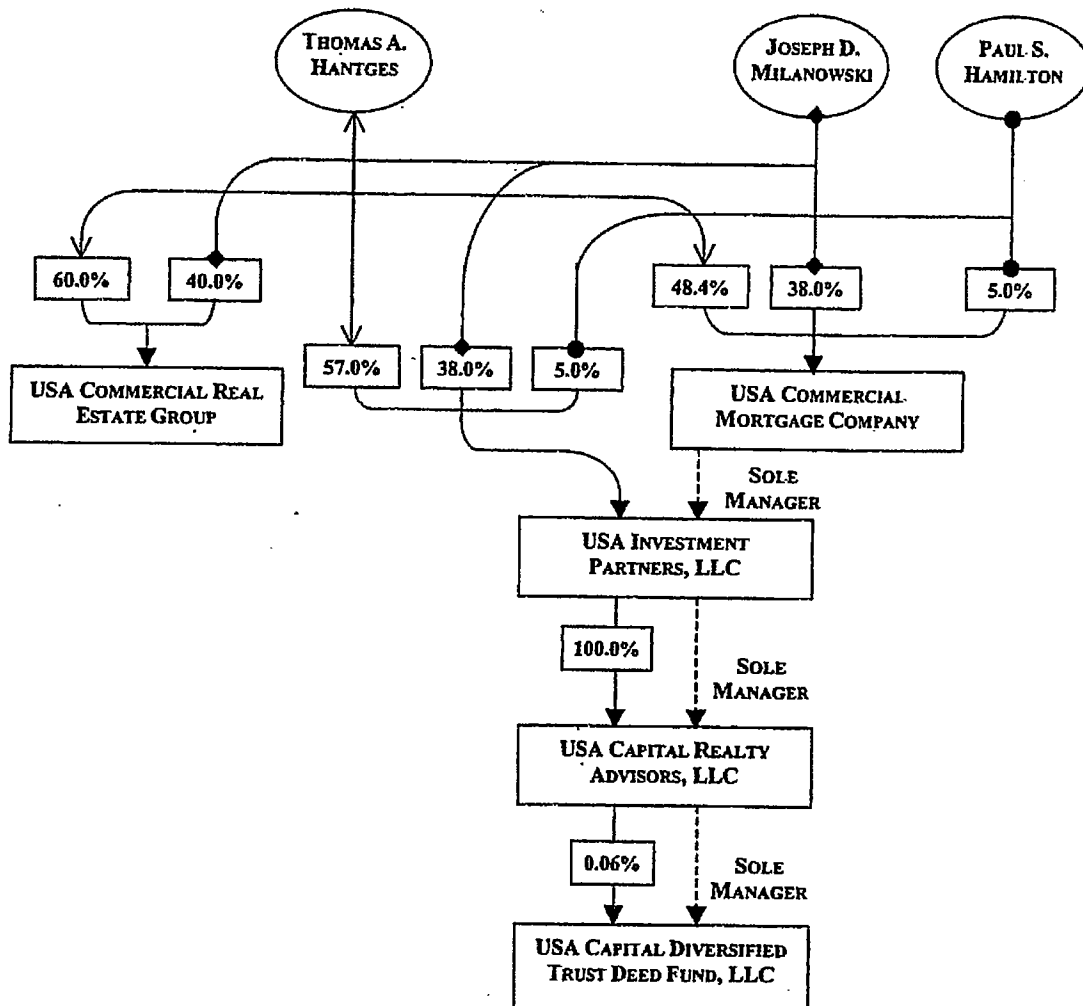 THOMAS A.
HANTGES
JOSEPH D.
MILANOWSKI
PAUL S.
HAMILTON
60.0%
40.0%
48.4%
38.0%
5.0%
57.0%
38.0%
5.0%
USA COMMERCIAL REAL
ESTATE GROUP
USA COMMERCIAL
MORTGAGE COMPANY
SOLE
MANAGER
USA INVESTMENT
PARTNERS, LLC
100.0%
SOLE
MANAGER
USA CAPITAL REALTY
ADVISORS, LLC
0.06%
SOLE
MANAGER
USA CAPITAL DIVERSIFIED
TRUST DEED FUND, LLC